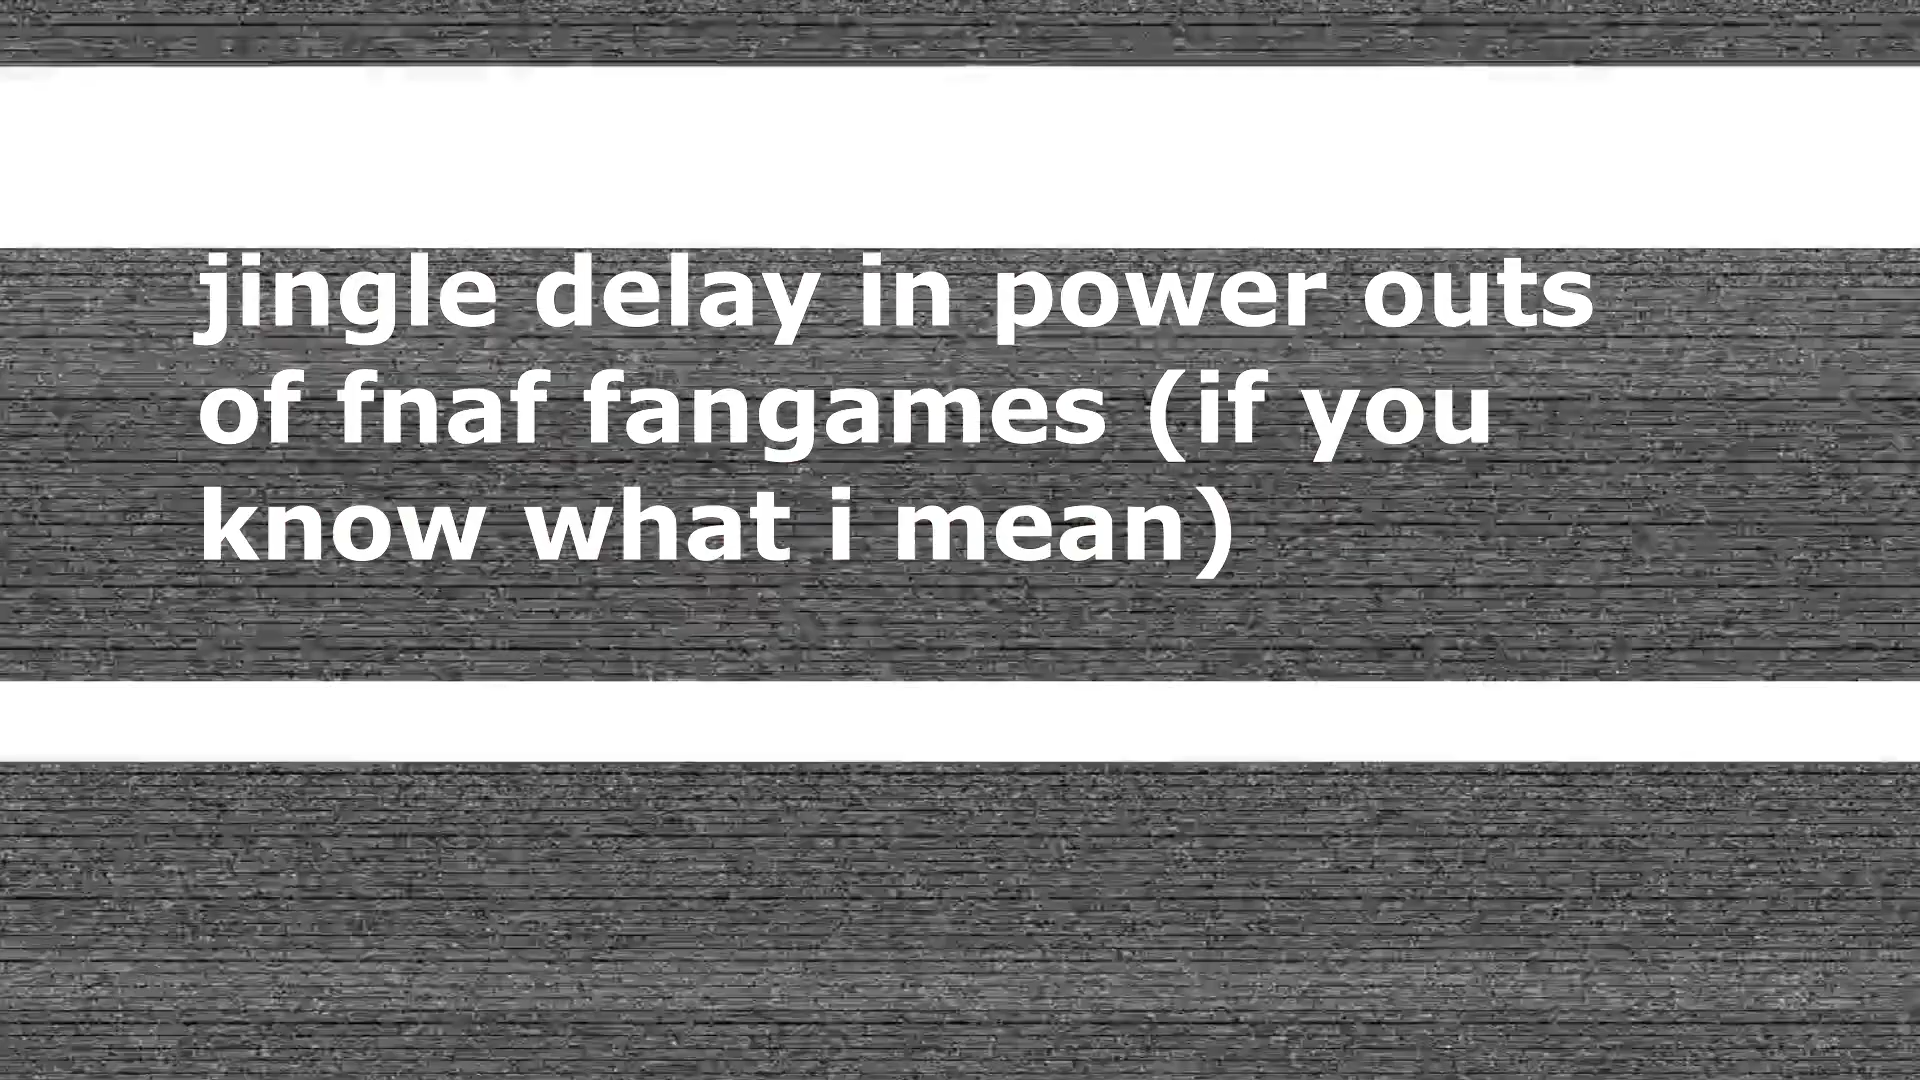 jingle delay in power outs
of fnaf fangames (if you
know what i mean)